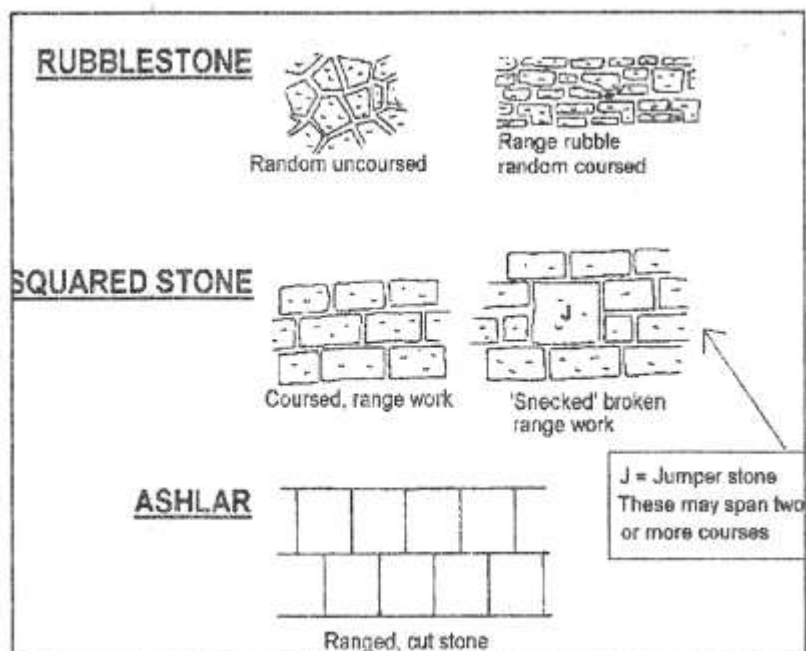 RUBBLESTONE
Random uncoursed
Range rubble
random coursed
SQUARED STONE
J
Coursed, range work
'Snecked' broken
range work
J = Jumper stone
These may span two
or more courses
ASHLAR
Ranged, cut stone